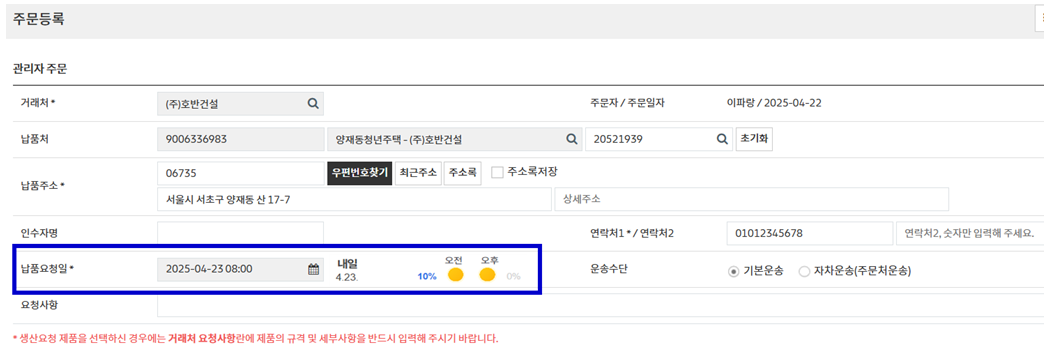 주문등록
관리자 주문
거래처 * (주)호반건설 주문자 / 주문일자 이파랑 / 2025-04-22
납품처 9006336983 양재동청년주택 - (주)호반건설 20521939 초기화
납품주소 * 06735 우편번호찾기 최근주소 주소록 주소록저장
서울시 서초구 양재동 산 17-7 상세주소
인수자명 연락처1 * / 연락처2 01012345678 연락처2, 숫자만 입력해 주세요.
납품요청일 * 2025-04-23 08:00 내일 4.23. 10% 오전 오후 0% 운송수단 기본운송 자차운송(주문처운송)
요청사항
* 생산요청 제품을 선택하신 경우에는 거래처 요청사항란에 제품의 규격 및 세부사항을 반드시 입력해 주시기 바랍니다.